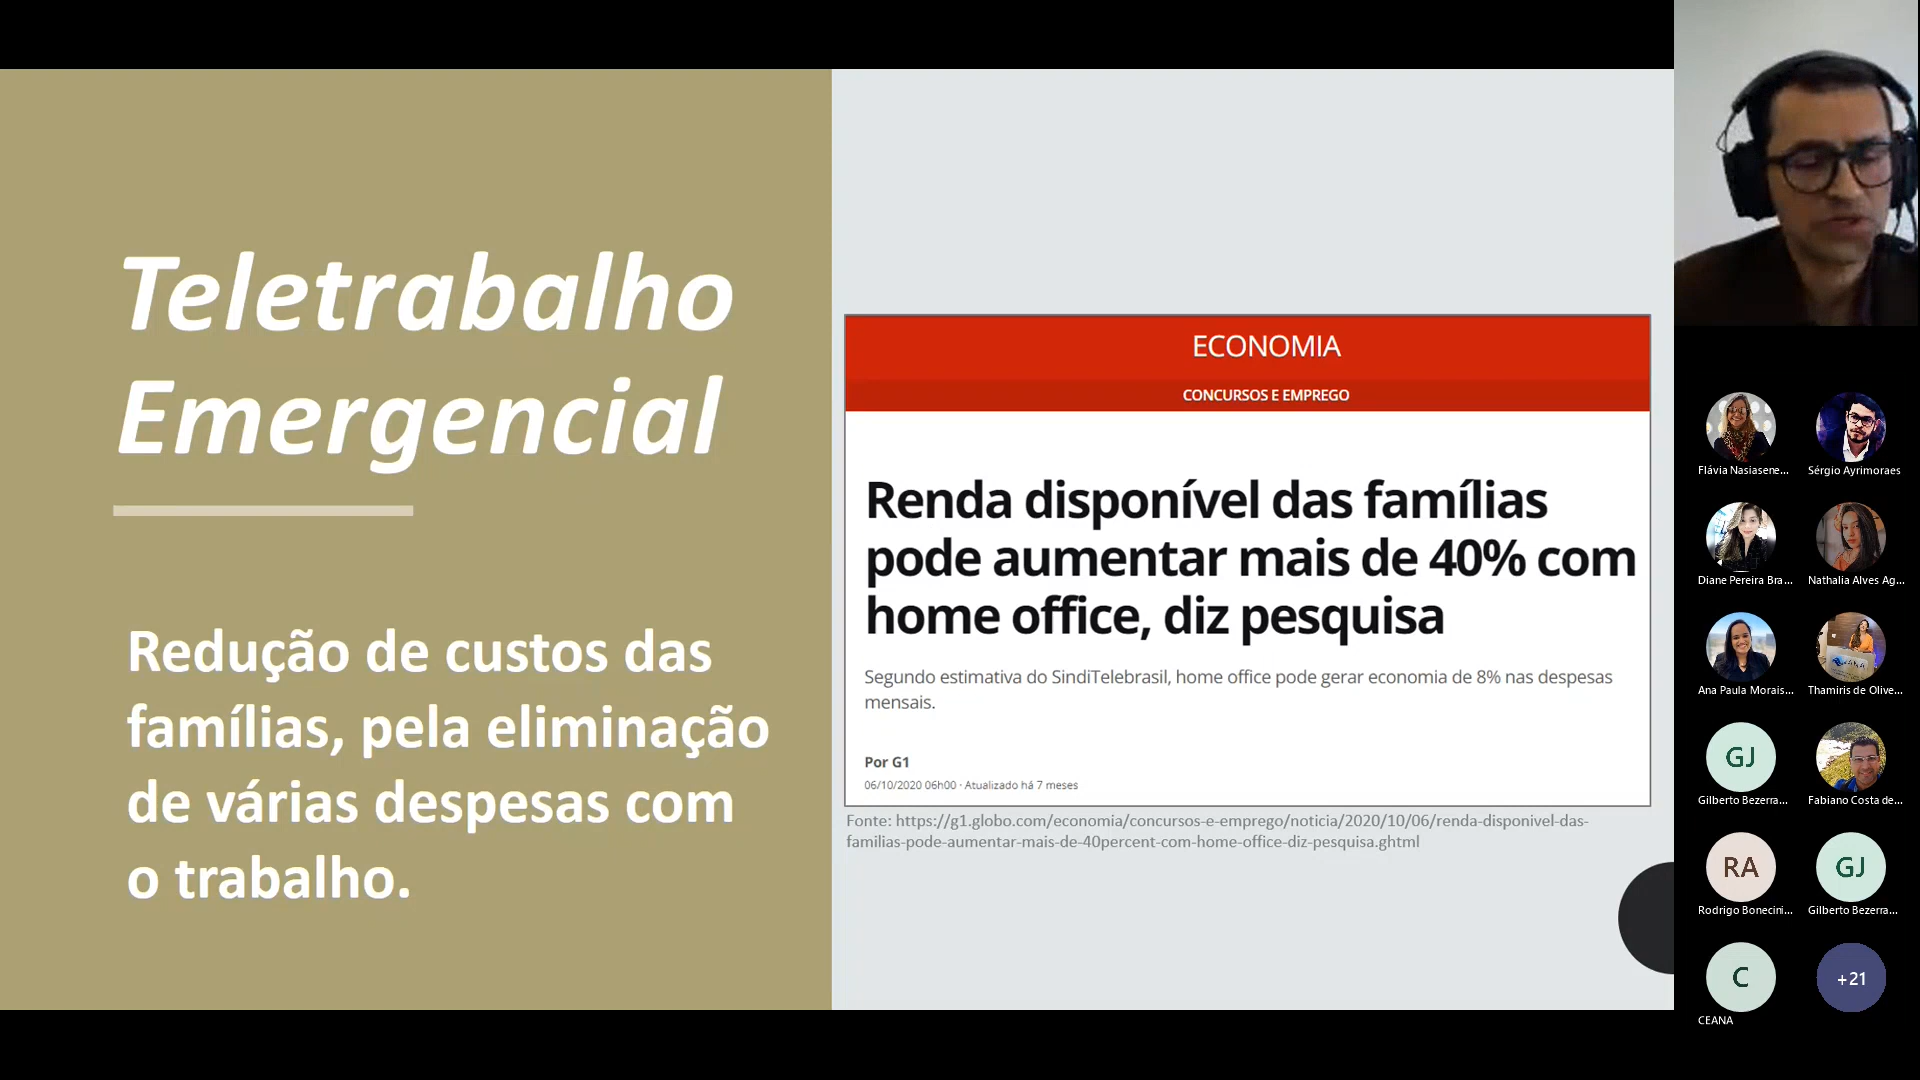 Teletrabalho
Emergencial
Redução de custos das
famílias, pela eliminação
de várias despesas com
o trabalho.
ECONOMIA
CONCURSOS E EMPREGO
Renda disponível das famílias
pode aumentar mais de 40% com
home office, diz pesquisa
Segundo estimativa do SindiTelebrasil, home office pode gerar economia de 8% nas despesas
mensais.
Por G1
06/10/2020 06h00 · Atualizado há 7 meses
Fonte: https://g1.globo.com/economia/concursos-e-emprego/noticia/2020/10/06/renda-disponivel-das-
familias-pode-aumentar-mais-de-40percent-com-home-office-diz-pesquisa.ghtml
Flávia Nasiasene...
Sérgio Ayrimoraes
Diane Pereira Bra...
Nathalia Alves Ag...
Ana Paula Morais...
Thamiris de Olive...
GJ
Gilberto Bezerra...
Fabiano Costa de...
RA
Rodrigo Bonecini...
GJ
Gilberto Bezerra...
C
CEANA
+21